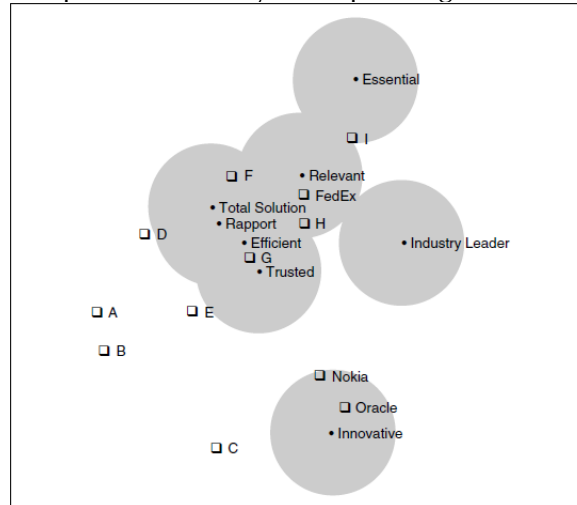 Essential
I
F
Relevant
FedEx
Total Solution
Rapport
H
D
Efficient
Industry Leader
G
Trusted
A
E
B
Nokia
Oracle
Innovative
C